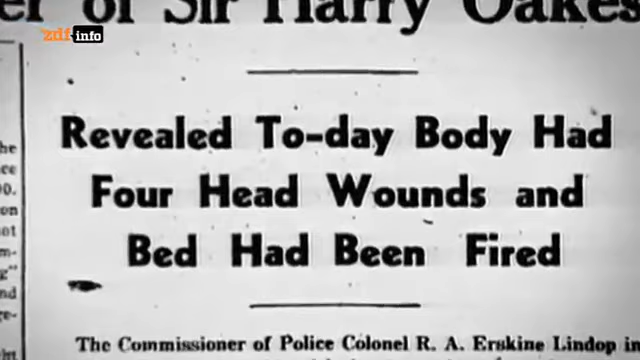 er of Sir Harry Oakes
zdf info
Revealed To-day Body Had
Four Head Wounds and
Bed Had Been Fired
The Commissioner of Police Colonel R. A. Erskine Lindop in